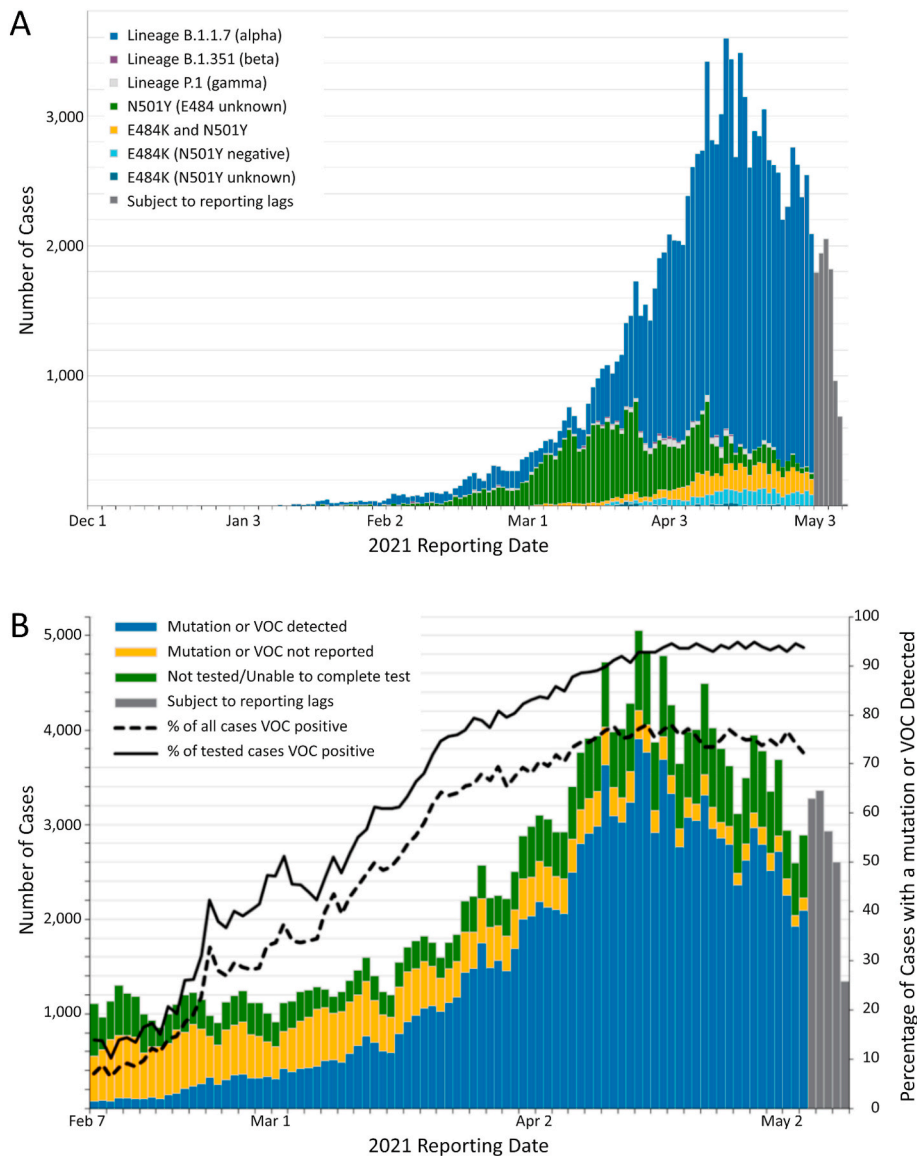 A
Lineage B.1.1.7 (alpha)
Lineage B.1.351 (beta)
Lineage P.1 (gamma)
N501Y (E484 unknown)
E484K and N501Y
E484K (N501Y negative)
E484K (N501Y unknown)
Subject to reporting lags
Number of Cases
3,000
2,000
1,000
Dec 1
Jan 3
Feb 2
Mar 1
Apr 3
May 3
2021 Reporting Date
B
Mutation or VOC detected
Mutation or VOC not reported
Not tested/Unable to complete test
Subject to reporting lags
% of all cases VOC positive
% of tested cases VOC positive
Number of Cases
5,000
4,000
3,000
2,000
1,000
100
90
80
70
60
50
40
30
20
10
0
Percentage of Cases with a mutation or VOC Detected
Feb 7
Mar 1
Apr 2
May 2
2021 Reporting Date